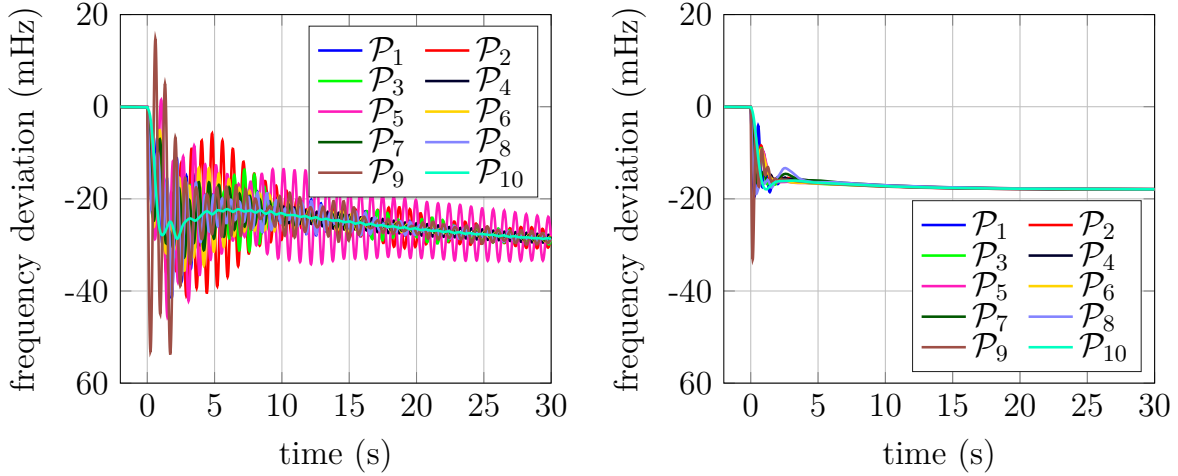 20
0
-20
-40
60
0 5 10 15 20 25 30
time (s)
frequency deviation (mHz)
𝒫1 𝒫2
𝒫3 𝒫4
𝒫5 𝒫6
𝒫7 𝒫8
𝒫9 𝒫10
20
0
-20
-40
60
0 5 10 15 20 25 30
time (s)
frequency deviation (mHz)
𝒫1 𝒫2
𝒫3 𝒫4
𝒫5 𝒫6
𝒫7 𝒫8
𝒫9 𝒫10